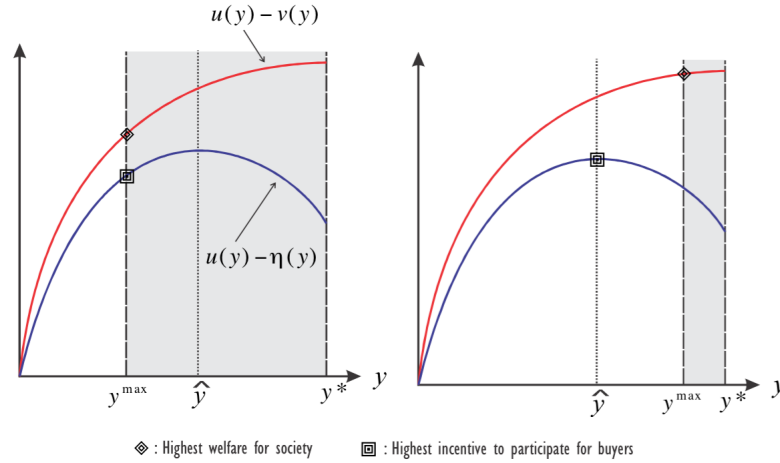 u(y) − v(y)
u(y) − η(y)
y^max ŷ y* y
ŷ y^max y* y
: Highest welfare for society : Highest incentive to participate for buyers